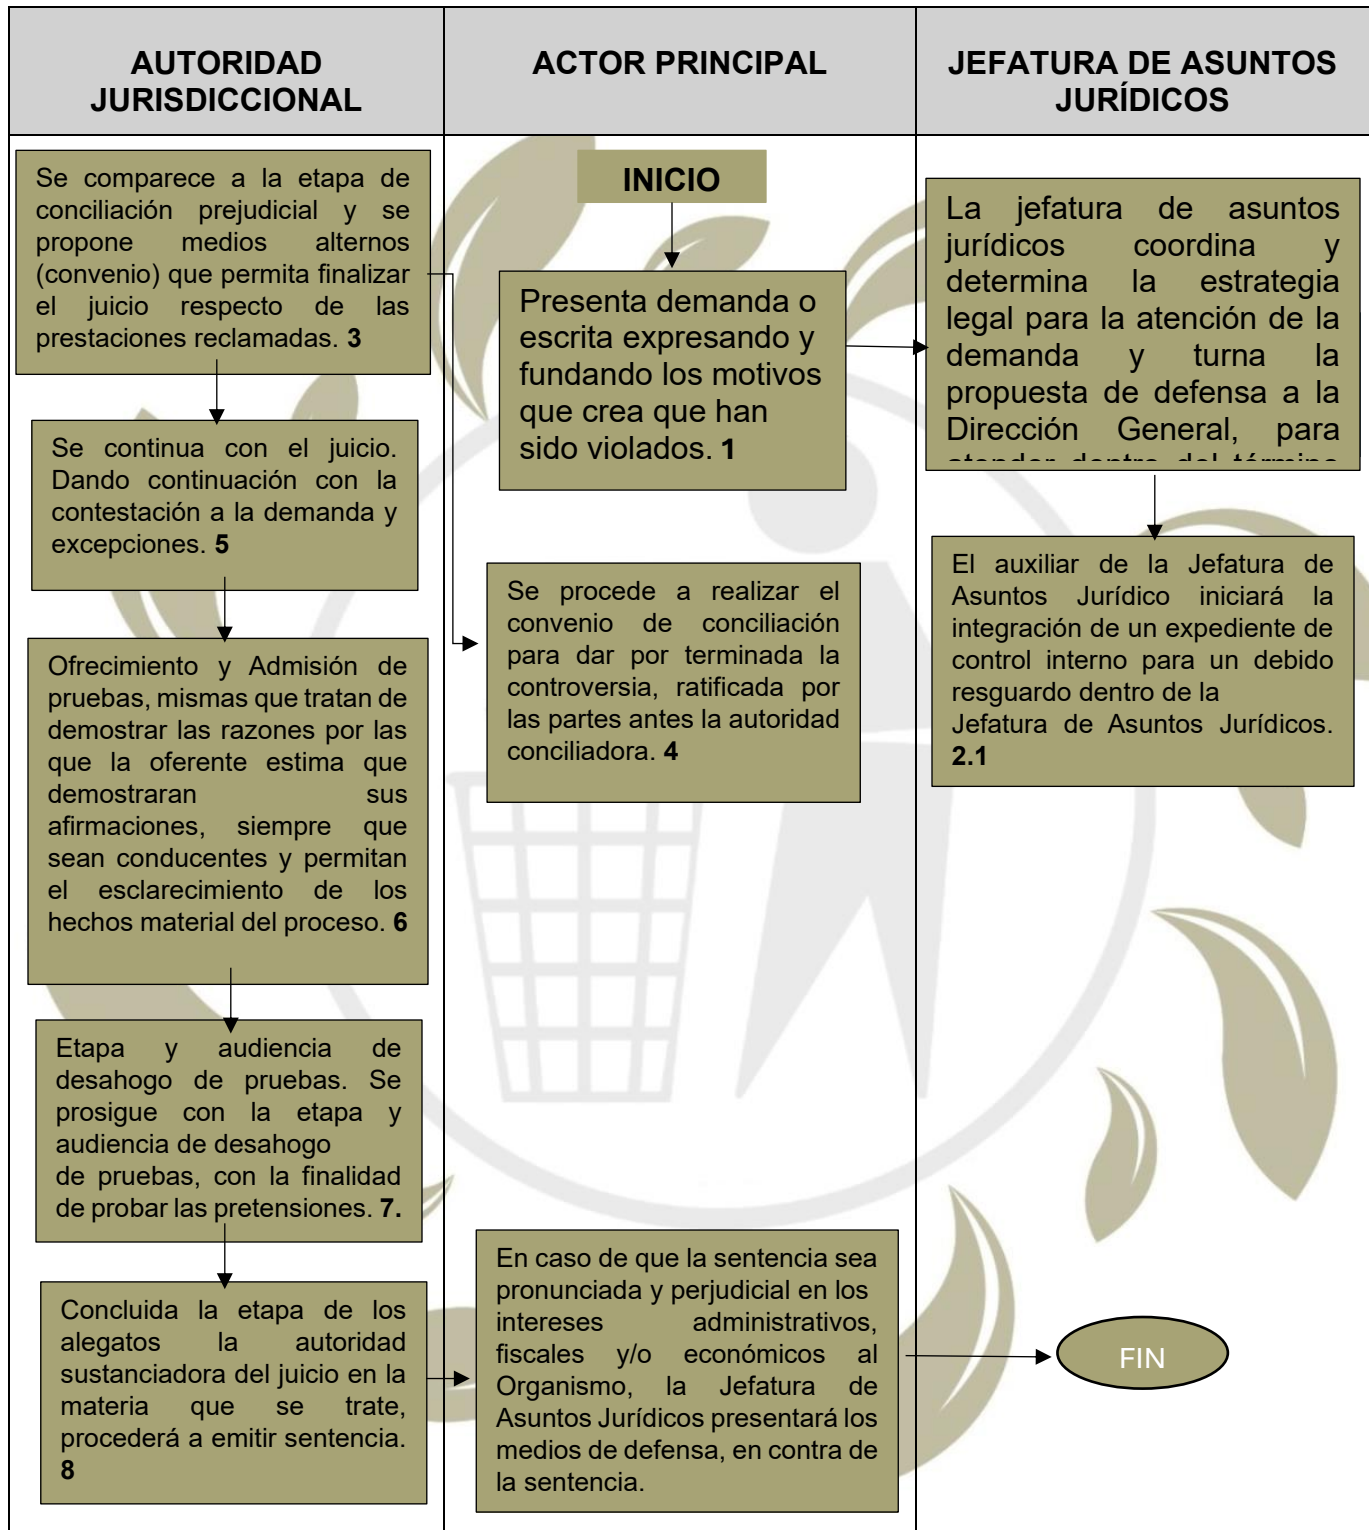 AUTORIDAD
JURISDICCIONAL
ACTOR PRINCIPAL
JEFATURA DE ASUNTOS
JURÍDICOS
Se comparece a la etapa de
conciliación prejudicial y se
propone medios alternos
(convenio) que permita finalizar
el juicio respecto de las
prestaciones reclamadas. 3
Se continua con el juicio.
Dando continuación con la
contestación a la demanda y
excepciones. 5
Ofrecimiento y Admisión de
pruebas, mismas que tratan de
demostrar las razones por las
que la oferente estima que
demostraran sus
afirmaciones, siempre que
sean conducentes y permitan
el esclarecimiento de los
hechos material del proceso. 6
Etapa y audiencia de
desahogo de pruebas. Se
prosigue con la etapa y
audiencia de desahogo
de pruebas, con la finalidad
de probar las pretensiones. 7.
Concluida la etapa de los
alegatos la autoridad
sustanciadora del juicio en la
materia que se trate,
procederá a emitir sentencia.
8
INICIO
Presenta demanda o
escrita expresando y
fundando los motivos
que crea que han
sido violados. 1
Se procede a realizar el
convenio de conciliación
para dar por terminada la
controversia, ratificada por
las partes antes la autoridad
conciliadora. 4
En caso de que la sentencia sea
pronunciada y perjudicial en los
intereses administrativos,
fiscales y/o económicos al
Organismo, la Jefatura de
Asuntos Jurídicos presentará los
medios de defensa, en contra de
la sentencia.
La jefatura de asuntos
jurídicos coordina y
determina la estrategia
legal para la atención de la
demanda y turna la
propuesta de defensa a la
Dirección General, para
atender dentro del término
El auxiliar de la Jefatura de
Asuntos Jurídico iniciará la
integración de un expediente de
control interno para un debido
resguardo dentro de la
Jefatura de Asuntos Jurídicos.
2.1
FIN